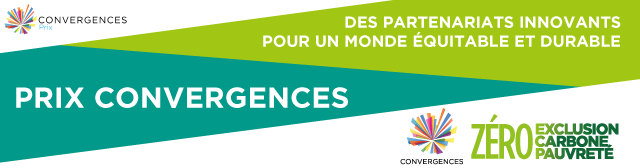 CONVERGENCES
Prix
DES PARTENARIATS INNOVANTS
POUR UN MONDE ÉQUITABLE ET DURABLE
PRIX CONVERGENCES
CONVERGENCES
ZÉRO EXCLUSION
CARBONE
PAUVRETÉ